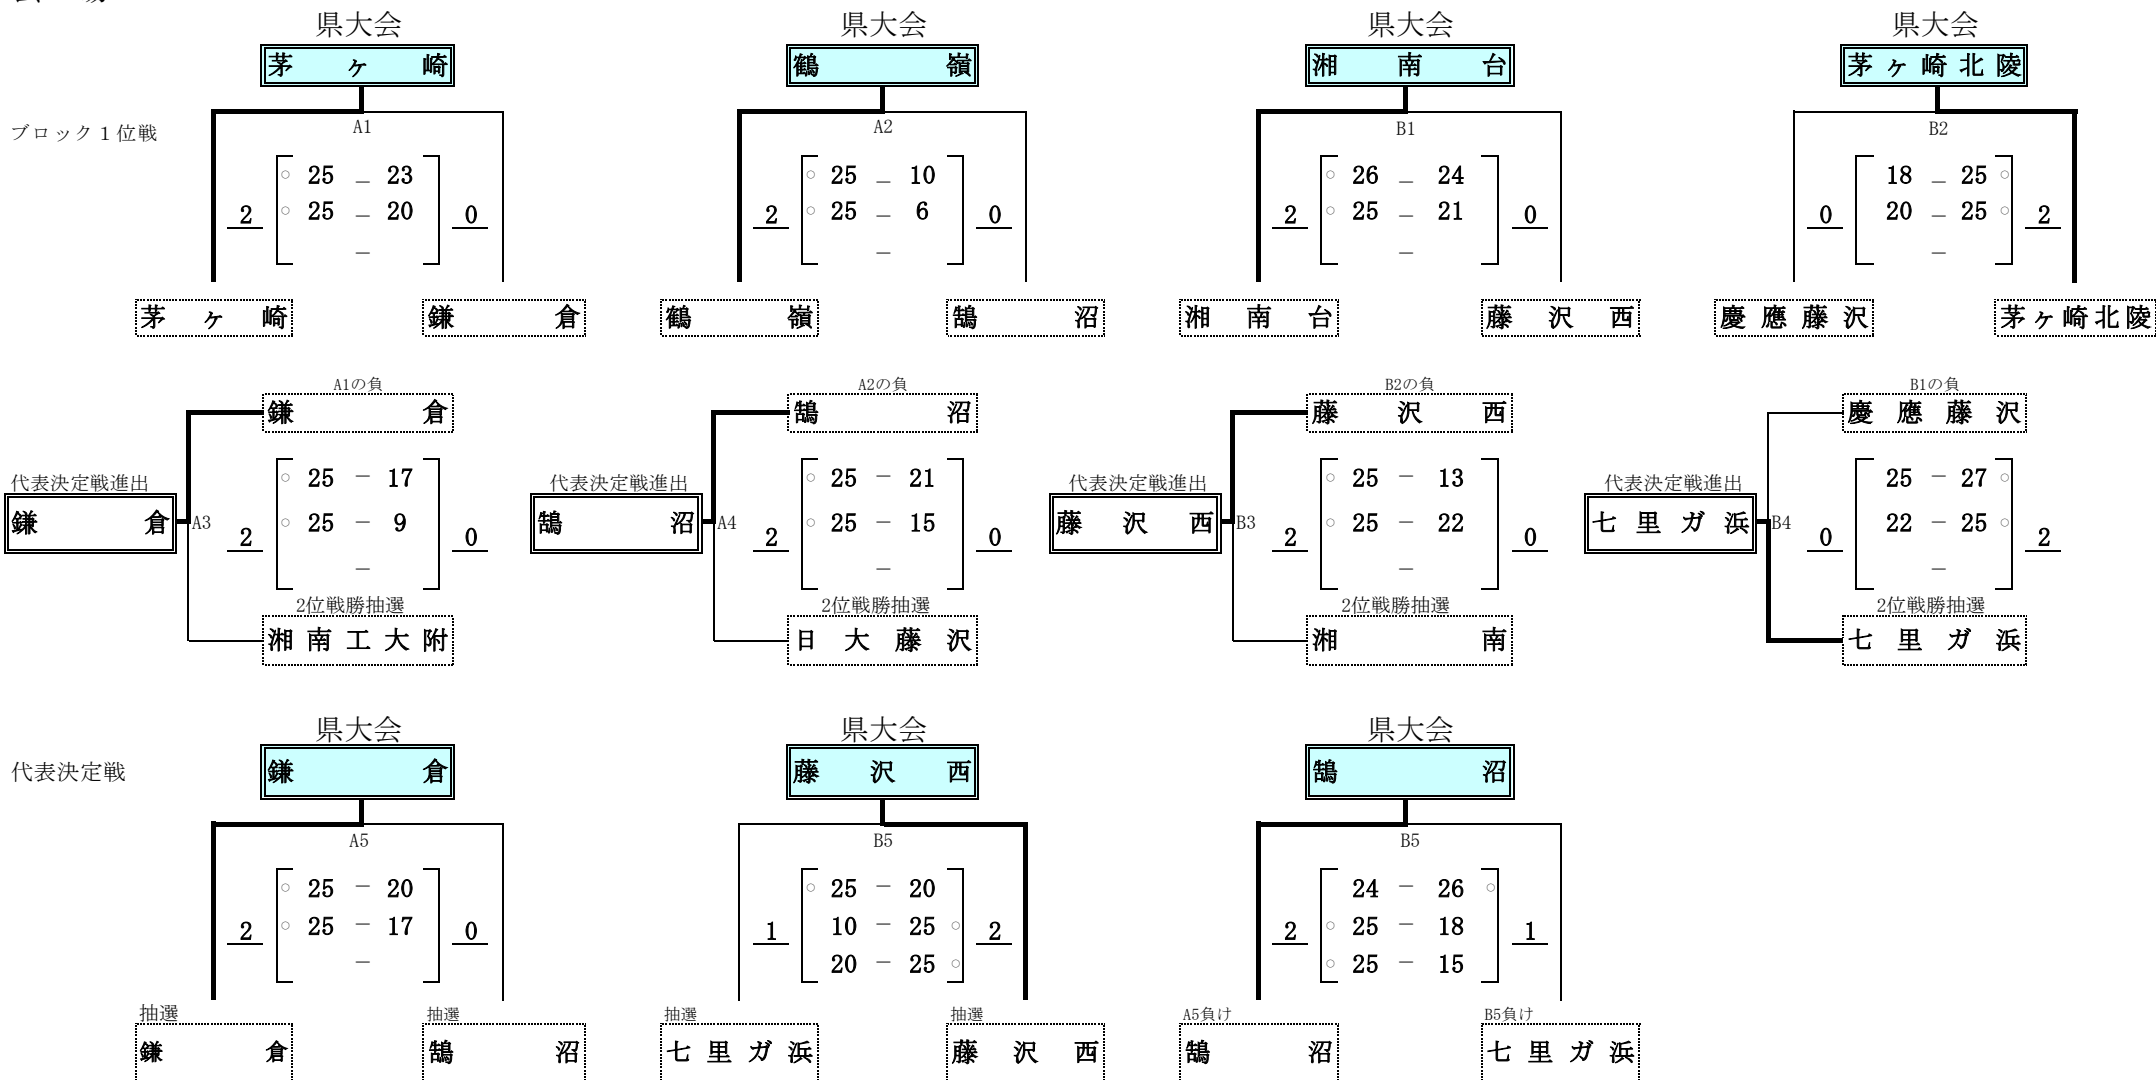 県大会 県大会 県大会 県大会
茅ヶ崎 鶴嶺 湘南台 茅ヶ崎北陵
ブロック1位戦
A1 A2 B1 B2
○ 25 － 23 ○ 25 － 10 ○ 26 － 24 18 － 25 ○
○ 25 － 20 ○ 25 － 6 ○ 25 － 21 20 － 25 ○
2 0 2 0 2 0 0 2
－ － － －
茅ヶ崎 鎌倉 鶴嶺 鵠沼 湘南台 藤沢西 慶應藤沢 茅ヶ崎北陵
A1の負 A2の負 B2の負 B1の負
鎌倉 鵠沼 藤沢西 慶應藤沢
○ 25 － 17 ○ 25 － 21 ○ 25 － 13 25 － 27 ○
代表決定戦進出 代表決定戦進出 代表決定戦進出 代表決定戦進出
鎌倉 A3 ○ 25 － 9 鵠沼 A4 ○ 25 － 15 藤沢西 B3 ○ 25 － 22 七里ガ浜 B4 22 － 25 ○
2 0 2 0 2 0 0 2
－ － － －
2位戦勝抽選 2位戦勝抽選 2位戦勝抽選 2位戦勝抽選
湘南工大附 日大藤沢 湘南 七里ガ浜
県大会 県大会 県大会
代表決定戦 鎌倉 藤沢西 鵠沼
A5 B5 B5
○ 25 － 20 ○ 25 － 20 24 － 26 ○
○ 25 － 17 10 － 25 ○ ○ 25 － 18
2 0 1 2 2 1
－ 20 － 25 ○ ○ 25 － 15
抽選 抽選 抽選 抽選 A5負け B5負け
鎌倉 鵠沼 七里ガ浜 藤沢西 鵠沼 七里ガ浜